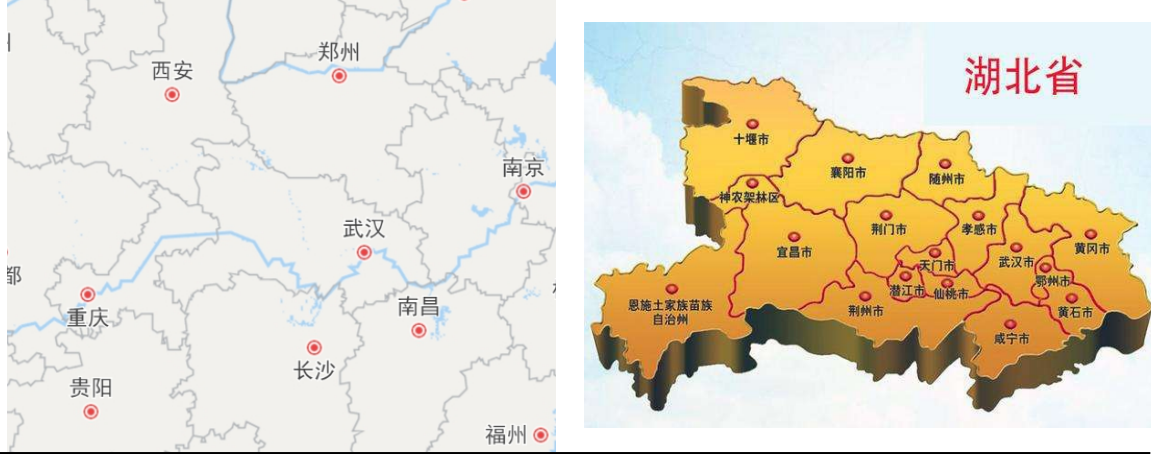 郑州
西安
南京
武汉
都
重庆
南昌
长沙
贵阳
福州
湖北省
十堰市
襄阳市
随州市
神农架林区
荆门市
孝感市
黄冈市
宜昌市
天门市
武汉市
鄂州市
潜江市
仙桃市
恩施土家族苗族
自治州
荆州市
黄石市
咸宁市